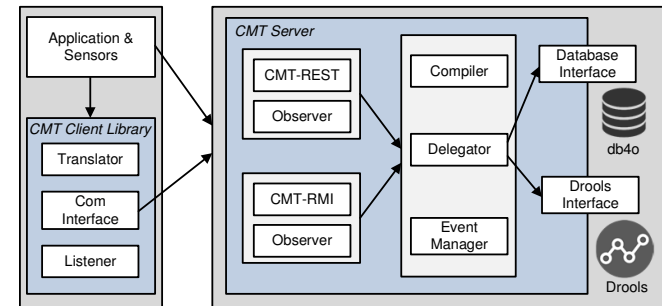 Application &
Sensors
CMT Client Library
Translator
Com
Interface
Listener
CMT Server
CMT-REST
Observer
CMT-RMI
Observer
Compiler
Delegator
Event
Manager
Database
Interface
db4o
Drools
Interface
Drools